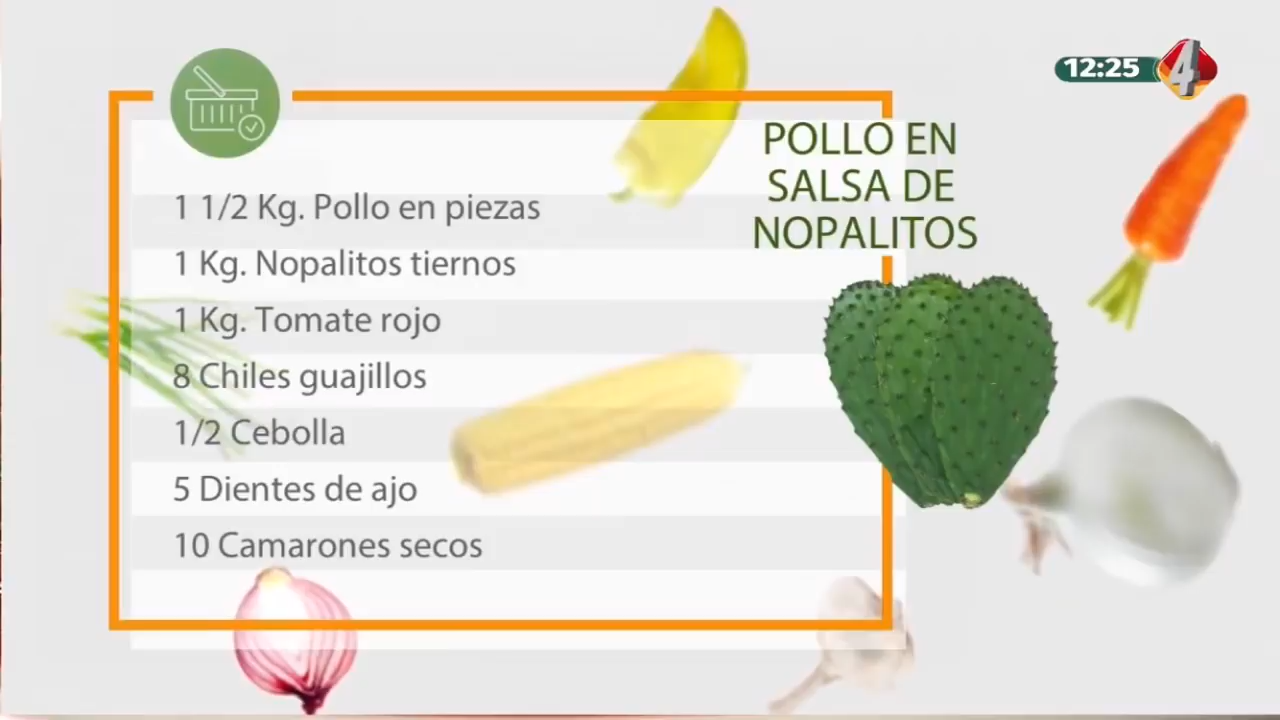 12:25 4
POLLO EN
SALSA DE
NOPALITOS
1 1/2 Kg. Pollo en piezas
1 Kg. Nopalitos tiernos
1 Kg. Tomate rojo
8 Chiles guajillos
1/2 Cebolla
5 Dientes de ajo
10 Camarones secos